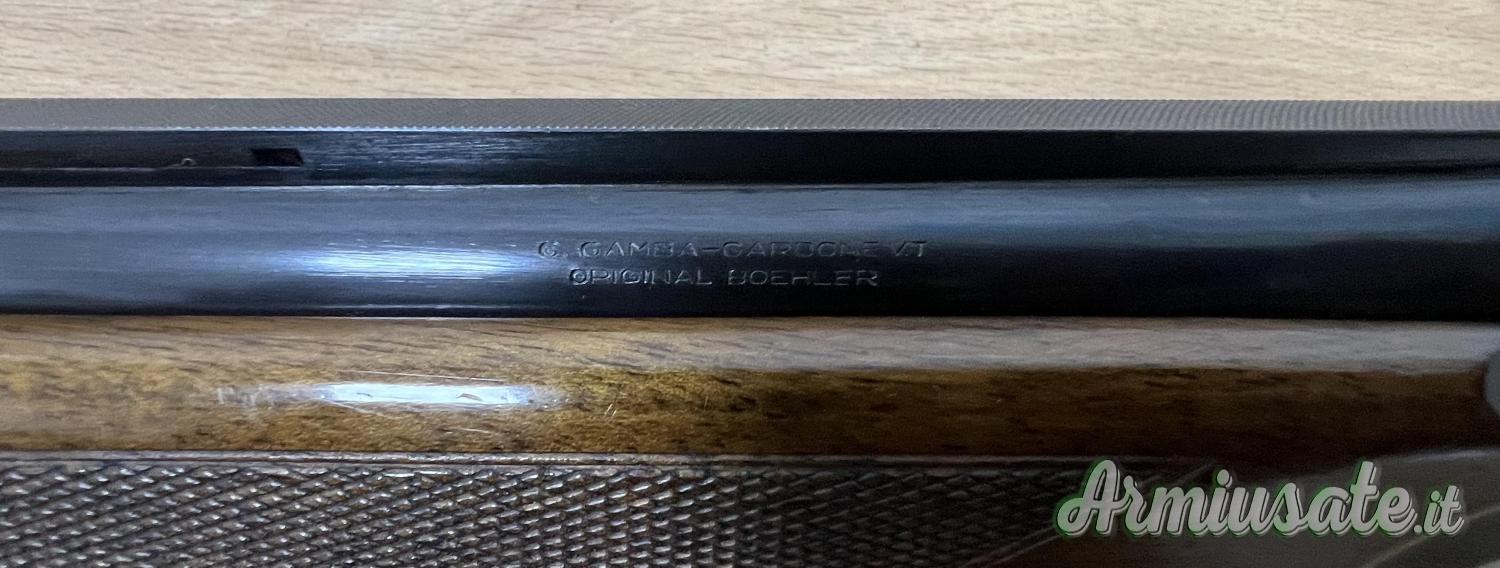 G. GAMBA-GARDONE V.T
ORIGINAL BOEHLER
Armiusate.it